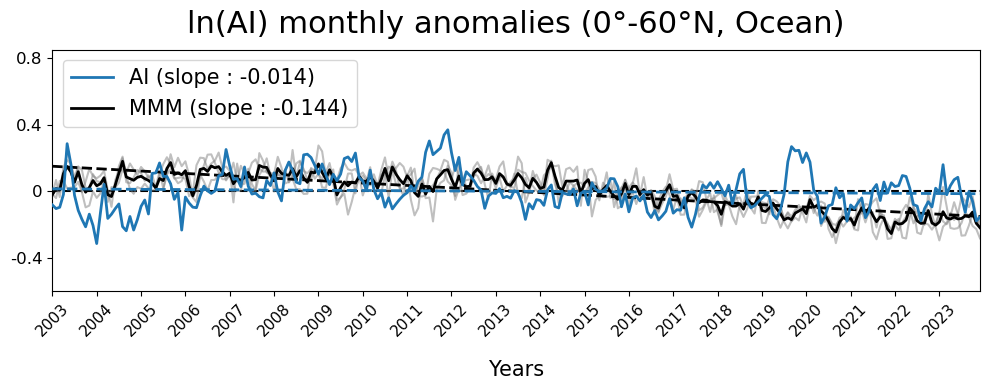 ln(AI) monthly anomalies (0°-60°N, Ocean)
0.8
0.4
0
-0.4
AI (slope : -0.014)
MMM (slope : -0.144)
2003 2004 2005 2006 2007 2008 2009 2010 2011 2012 2013 2014 2015 2016 2017 2018 2019 2020 2021 2022 2023
Years